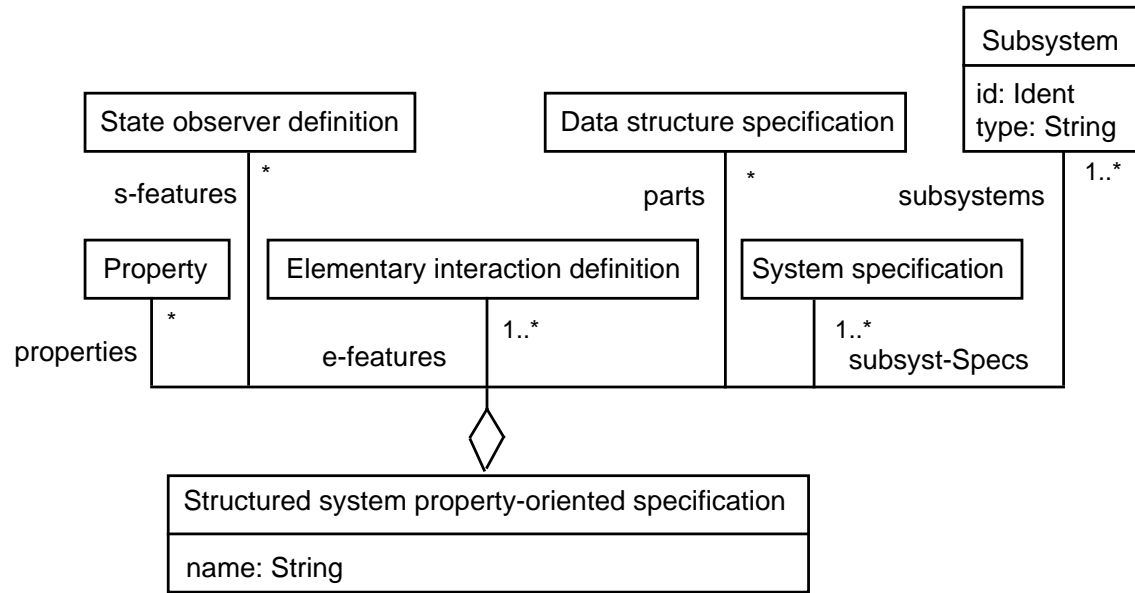 Subsystem
id: Ident
type: String
State observer definition
Data structure specification
*
*
1..*
s-features
parts
subsystems
Property
Elementary interaction definition
System specification
*
1..*
1..*
properties
e-features
subsyst-Specs
Structured system property-oriented specification
name: String